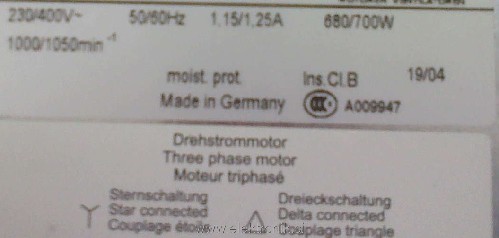 230/400V~ 50/60Hz 1,15/1,25A 680/700W
1000/1050min⁻¹
moist. prot. Ins.Cl.B 19/04
Made in Germany CCC A009947
Drehstrommotor
Three phase motor
Moteur triphasé
Sternschaltung Dreieckschaltung
Star connected Delta connected
Couplage étoile Couplage triangle